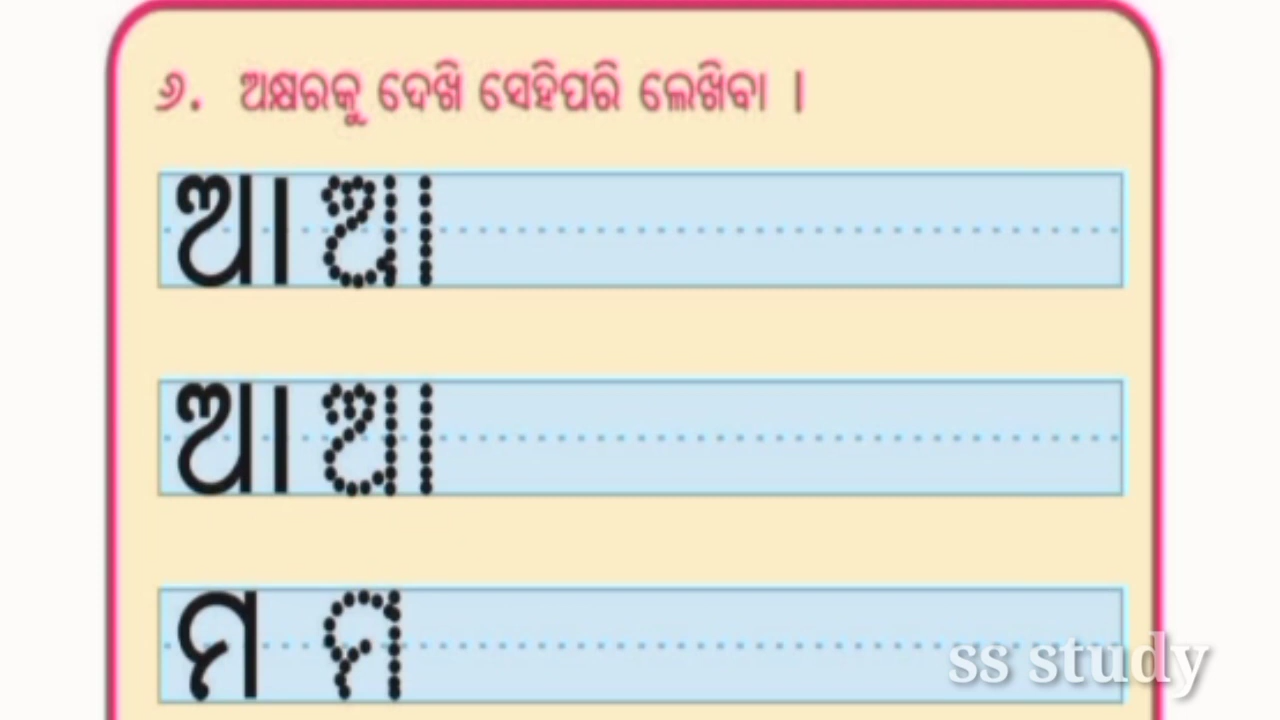 ୬. ଅକ୍ଷରକୁ ଦେଖି ସେହିପରି ଲେଖିବା ।
ଆ ଆ
ଆ ଆ
ମ ମ
ss study